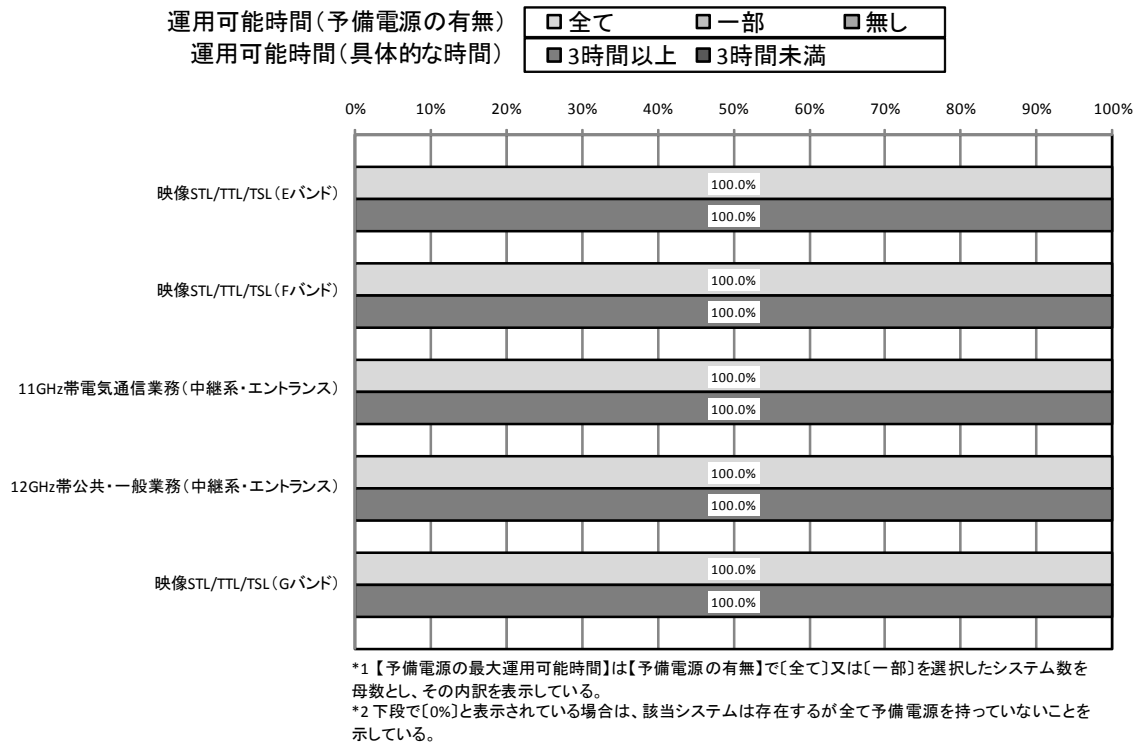 運用可能時間(予備電源の有無) 全て 一部 無し
運用可能時間(具体的な時間) 3時間以上 3時間未満
0% 10% 20% 30% 40% 50% 60% 70% 80% 90% 100%
100.0%
映像STL/TTL/TSL(Eバンド)
100.0%
100.0%
映像STL/TTL/TSL(Fバンド)
100.0%
100.0%
11GHz帯電気通信業務(中継系・エントランス)
100.0%
100.0%
12GHz帯公共・一般業務(中継系・エントランス)
100.0%
100.0%
映像STL/TTL/TSL(Gバンド)
100.0%
*1 【予備電源の最大運用可能時間】は【予備電源の有無】で〔全て〕又は〔一部〕を選択したシステム数を
母数とし、その内訳を表示している。
*2 下段で〔0%〕と表示されている場合は、該当システムは存在するが全て予備電源を持っていないことを
示している。